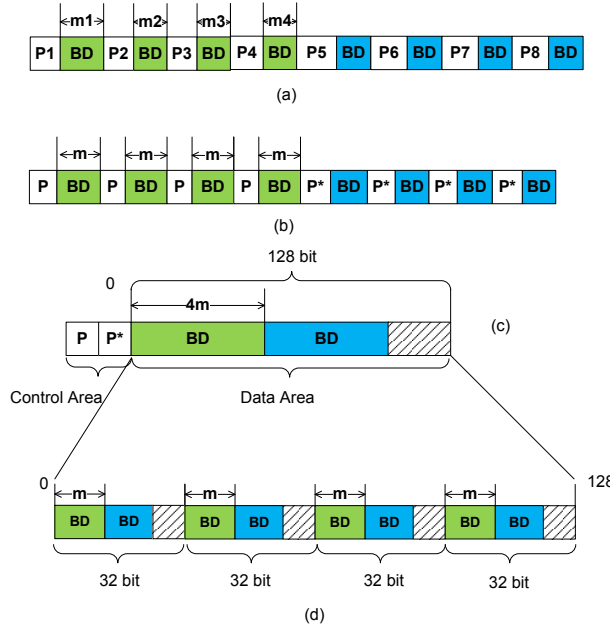 m1 m2 m3 m4
P1 BD P2 BD P3 BD P4 BD P5 BD P6 BD P7 BD P8 BD
(a)
m m m m
P BD P BD P BD P BD P* BD P* BD P* BD P* BD
(b)
128 bit
0
4m
P P* BD BD
(c)
Control Area Data Area
0 128
m m m m
BD BD BD BD BD BD BD BD
32 bit 32 bit 32 bit 32 bit
(d)